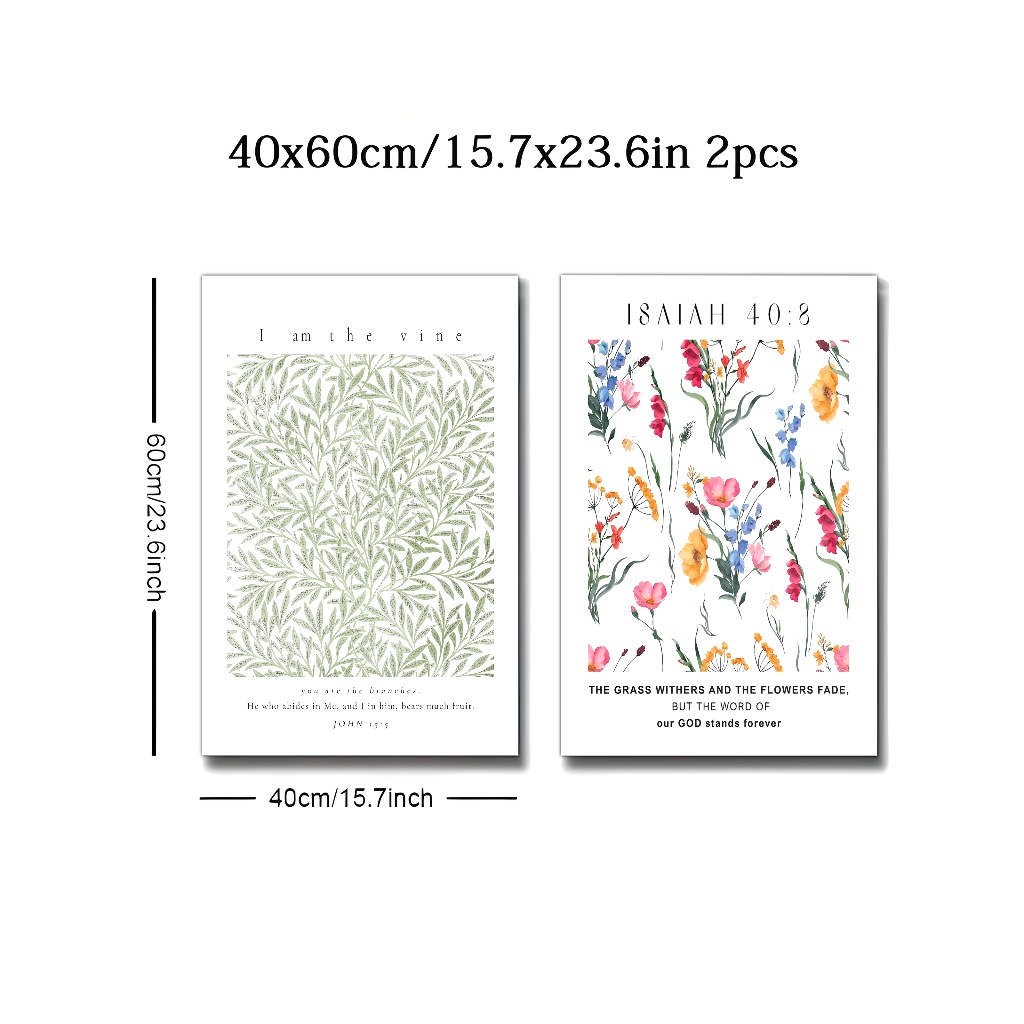 40x60cm/15.7x23.6in 2pcs
60cm/23.6inch
I am the vine
you are the branches.
He who abides in Me, and I in him, bears much fruit.
JOHN 15:5
40cm/15.7inch
ISAIAH 40:8
THE GRASS WITHERS AND THE FLOWERS FADE,
BUT THE WORD OF
our GOD stands forever